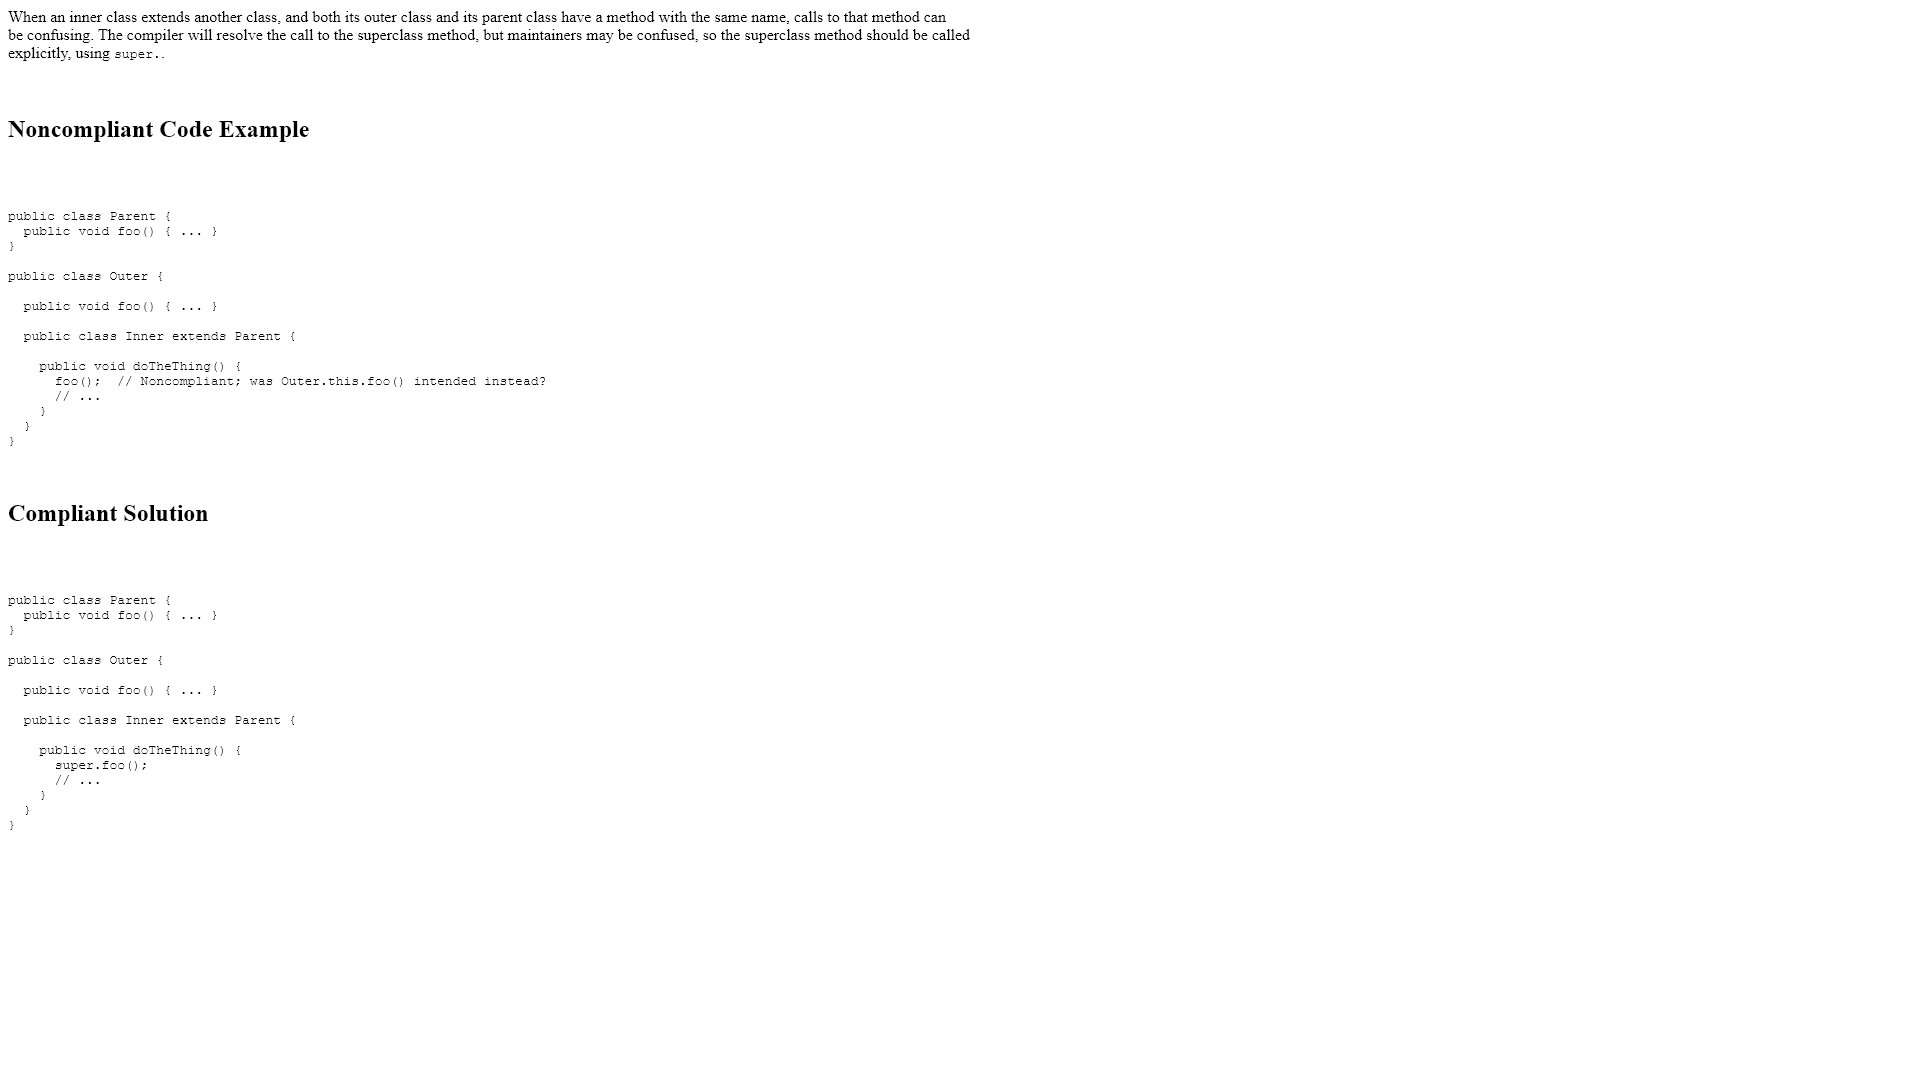 When an inner class extends another class, and both its outer class and its parent class have a method with the same name, calls to that method can
be confusing. The compiler will resolve the call to the superclass method, but maintainers may be confused, so the superclass method should be called
explicitly, using super..
Noncompliant Code Example
public class Parent {
  public void foo() { ... }
}
public class Outer {
  public void foo() { ... }
  public class Inner extends Parent {
    public void doTheThing() {
      foo();  // Noncompliant; was Outer.this.foo() intended instead?
      // ...
    }
  }
}
Compliant Solution
public class Parent {
  public void foo() { ... }
}
public class Outer {
  public void foo() { ... }
  public class Inner extends Parent {
    public void doTheThing() {
      super.foo();
      // ...
    }
  }
}